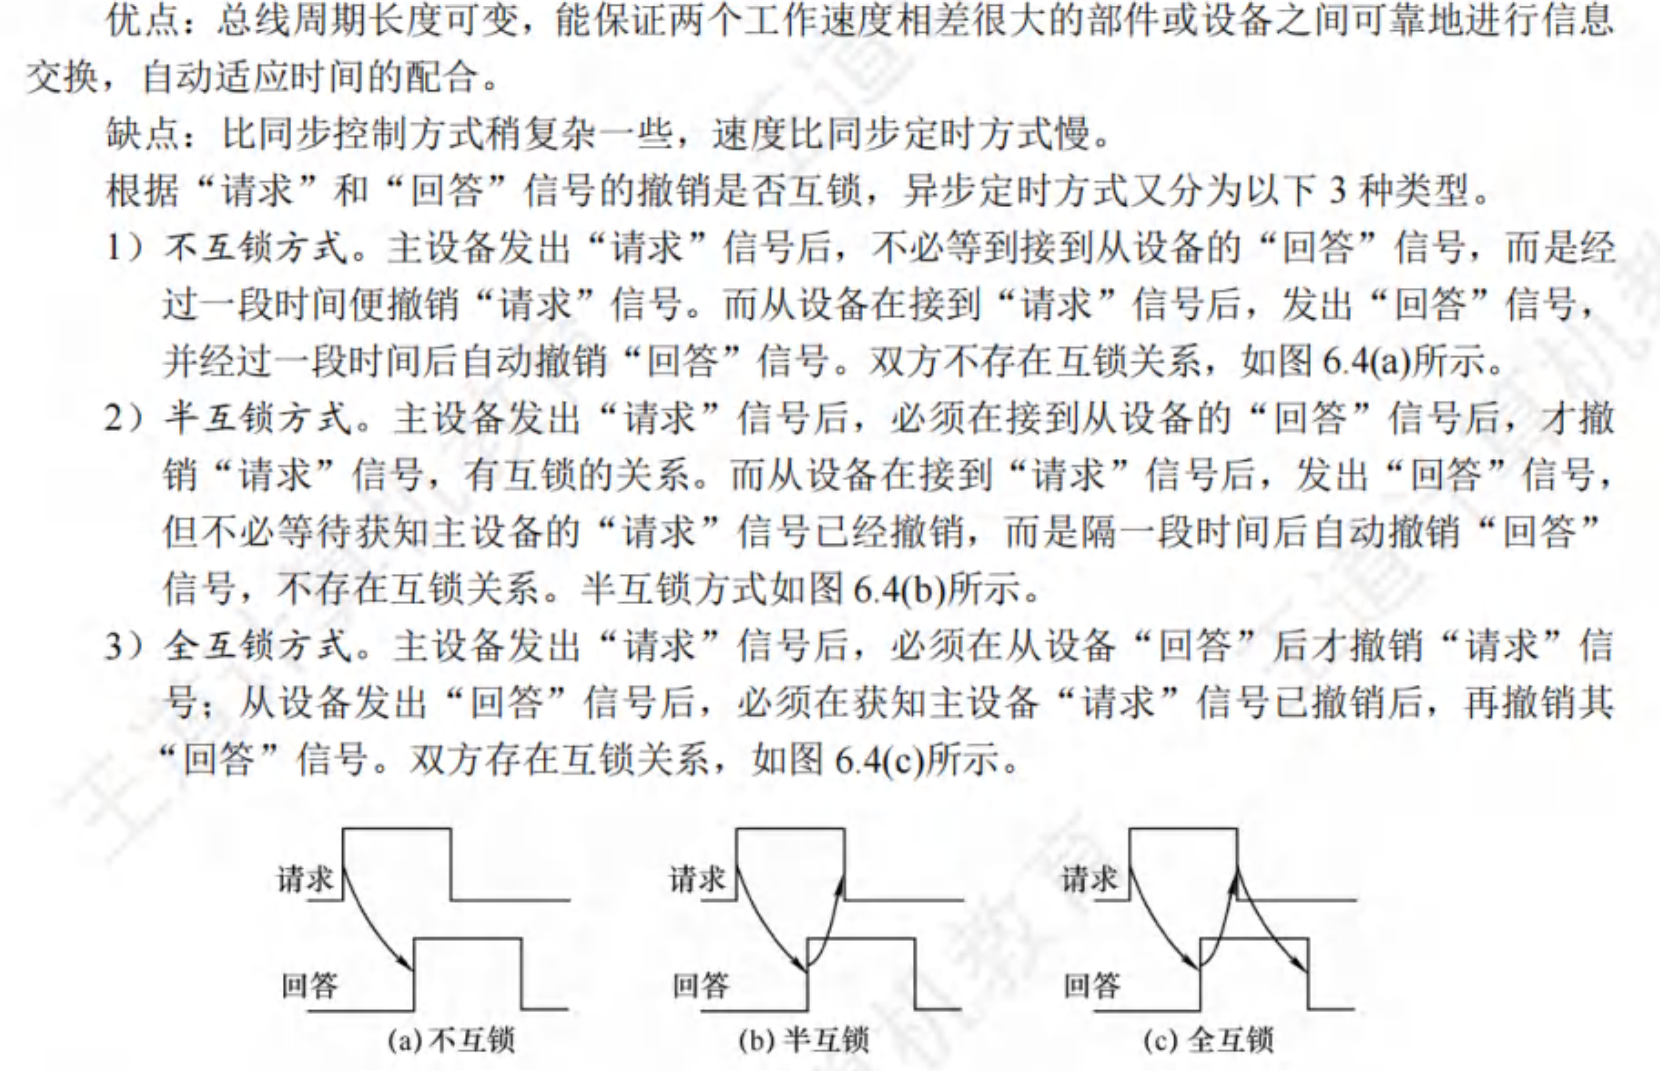 优点：总线周期长度可变，能保证两个工作速度相差很大的部件或设备之间可靠地进行信息
交换，自动适应时间的配合。
缺点：比同步控制方式稍复杂一些，速度比同步定时方式慢。
根据“请求”和“回答”信号的撤销是否互锁，异步定时方式又分为以下 3 种类型。
1）不互锁方式。主设备发出“请求”信号后，不必等到接到从设备的“回答”信号，而是经
过一段时间便撤销“请求”信号。而从设备在接到“请求”信号后，发出“回答”信号，
并经过一段时间后自动撤销“回答”信号。双方不存在互锁关系，如图 6.4(a)所示。
2）半互锁方式。主设备发出“请求”信号后，必须在接到从设备的“回答”信号后，才撤
销“请求”信号，有互锁的关系。而从设备在接到“请求”信号后，发出“回答”信号，
但不必等待获知主设备的“请求”信号已经撤销，而是隔一段时间后自动撤销“回答”
信号，不存在互锁关系。半互锁方式如图 6.4(b)所示。
3）全互锁方式。主设备发出“请求”信号后，必须在从设备“回答”后才撤销“请求”信
号；从设备发出“回答”信号后，必须在获知主设备“请求”信号已撤销后，再撤销其
“回答”信号。双方存在互锁关系，如图 6.4(c)所示。
请求
回答
(a) 不互锁
请求
回答
(b) 半互锁
请求
回答
(c) 全互锁
王道计算机教育
王道计算机教
王道
机教育